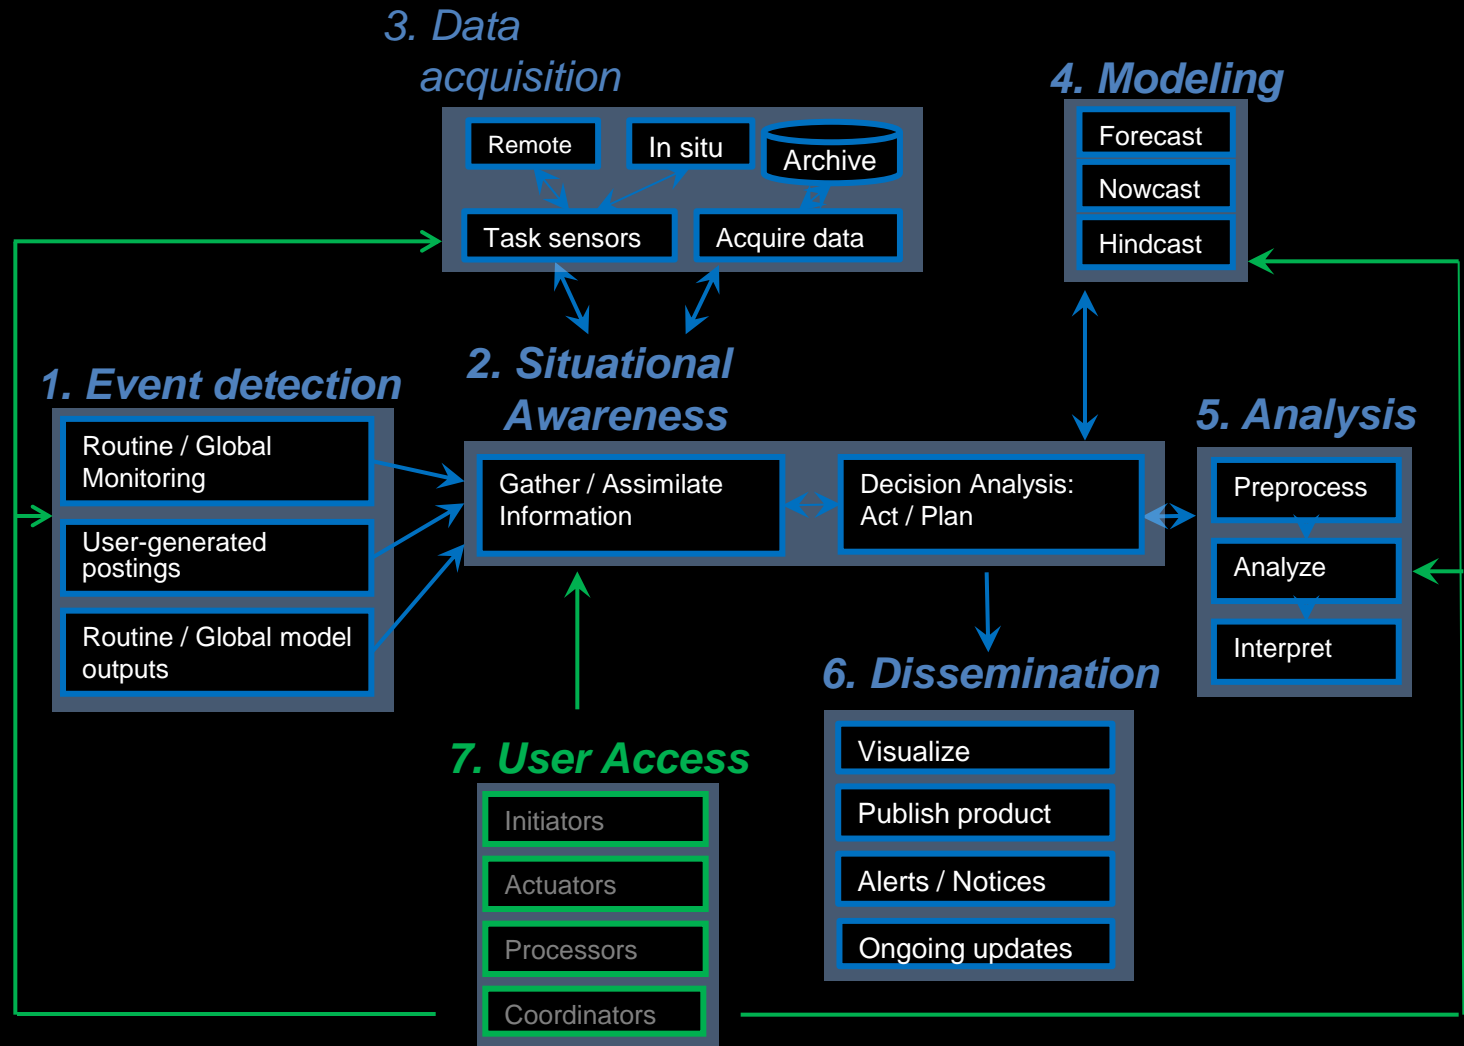 3. Data
acquisition
Remote
In situ
Archive
Task sensors
Acquire data
4. Modeling
Forecast
Nowcast
Hindcast
1. Event detection
Routine / Global
Monitoring
User-generated
postings
Routine / Global model
outputs
2. Situational
Awareness
Gather / Assimilate
Information
Decision Analysis:
Act / Plan
5. Analysis
Preprocess
Analyze
Interpret
6. Dissemination
Visualize
Publish product
Alerts / Notices
Ongoing updates
7. User Access
Initiators
Actuators
Processors
Coordinators